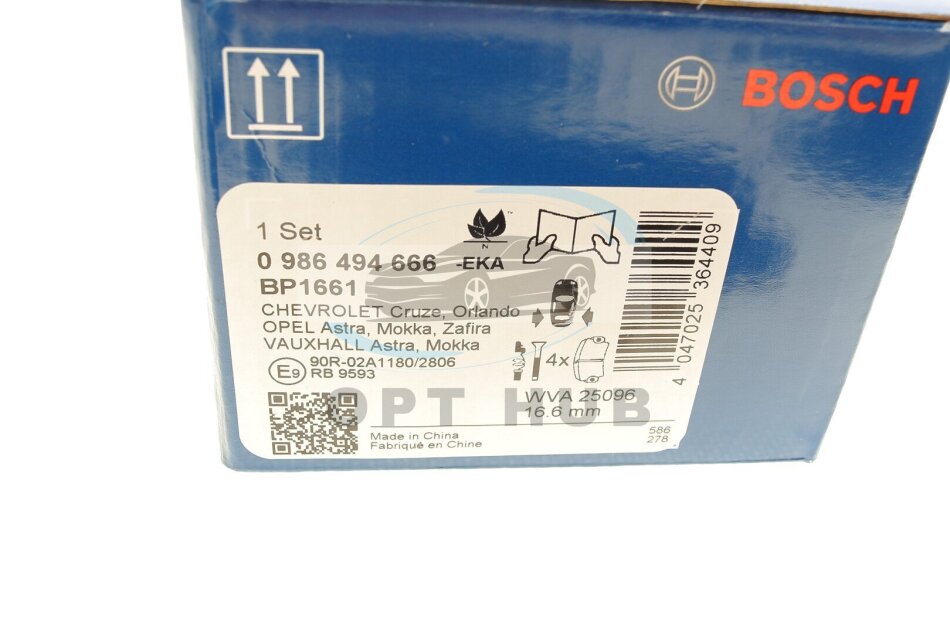 BOSCH
1 Set
N
™
0 986 494 666 -EKA
BP1661
CHEVROLET Cruze, Orlando
OPEL Astra, Mokka, Zafira
VAUXHALL Astra, Mokka
E9 90R-02A1180/2806
RB 9593
4x
WVA 25096
16.6 mm
OPT HUB
Made in China
Fabriqué en Chine
586
278
4 047025 364409